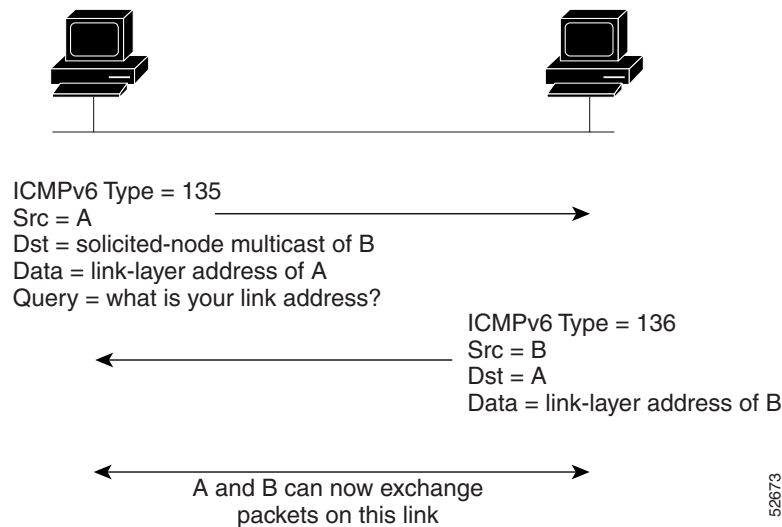 ICMPv6 Type = 135
Src = A
Dst = solicited-node multicast of B
Data = link-layer address of A
Query = what is your link address?
ICMPv6 Type = 136
Src = B
Dst = A
Data = link-layer address of B
A and B can now exchange
packets on this link
52673